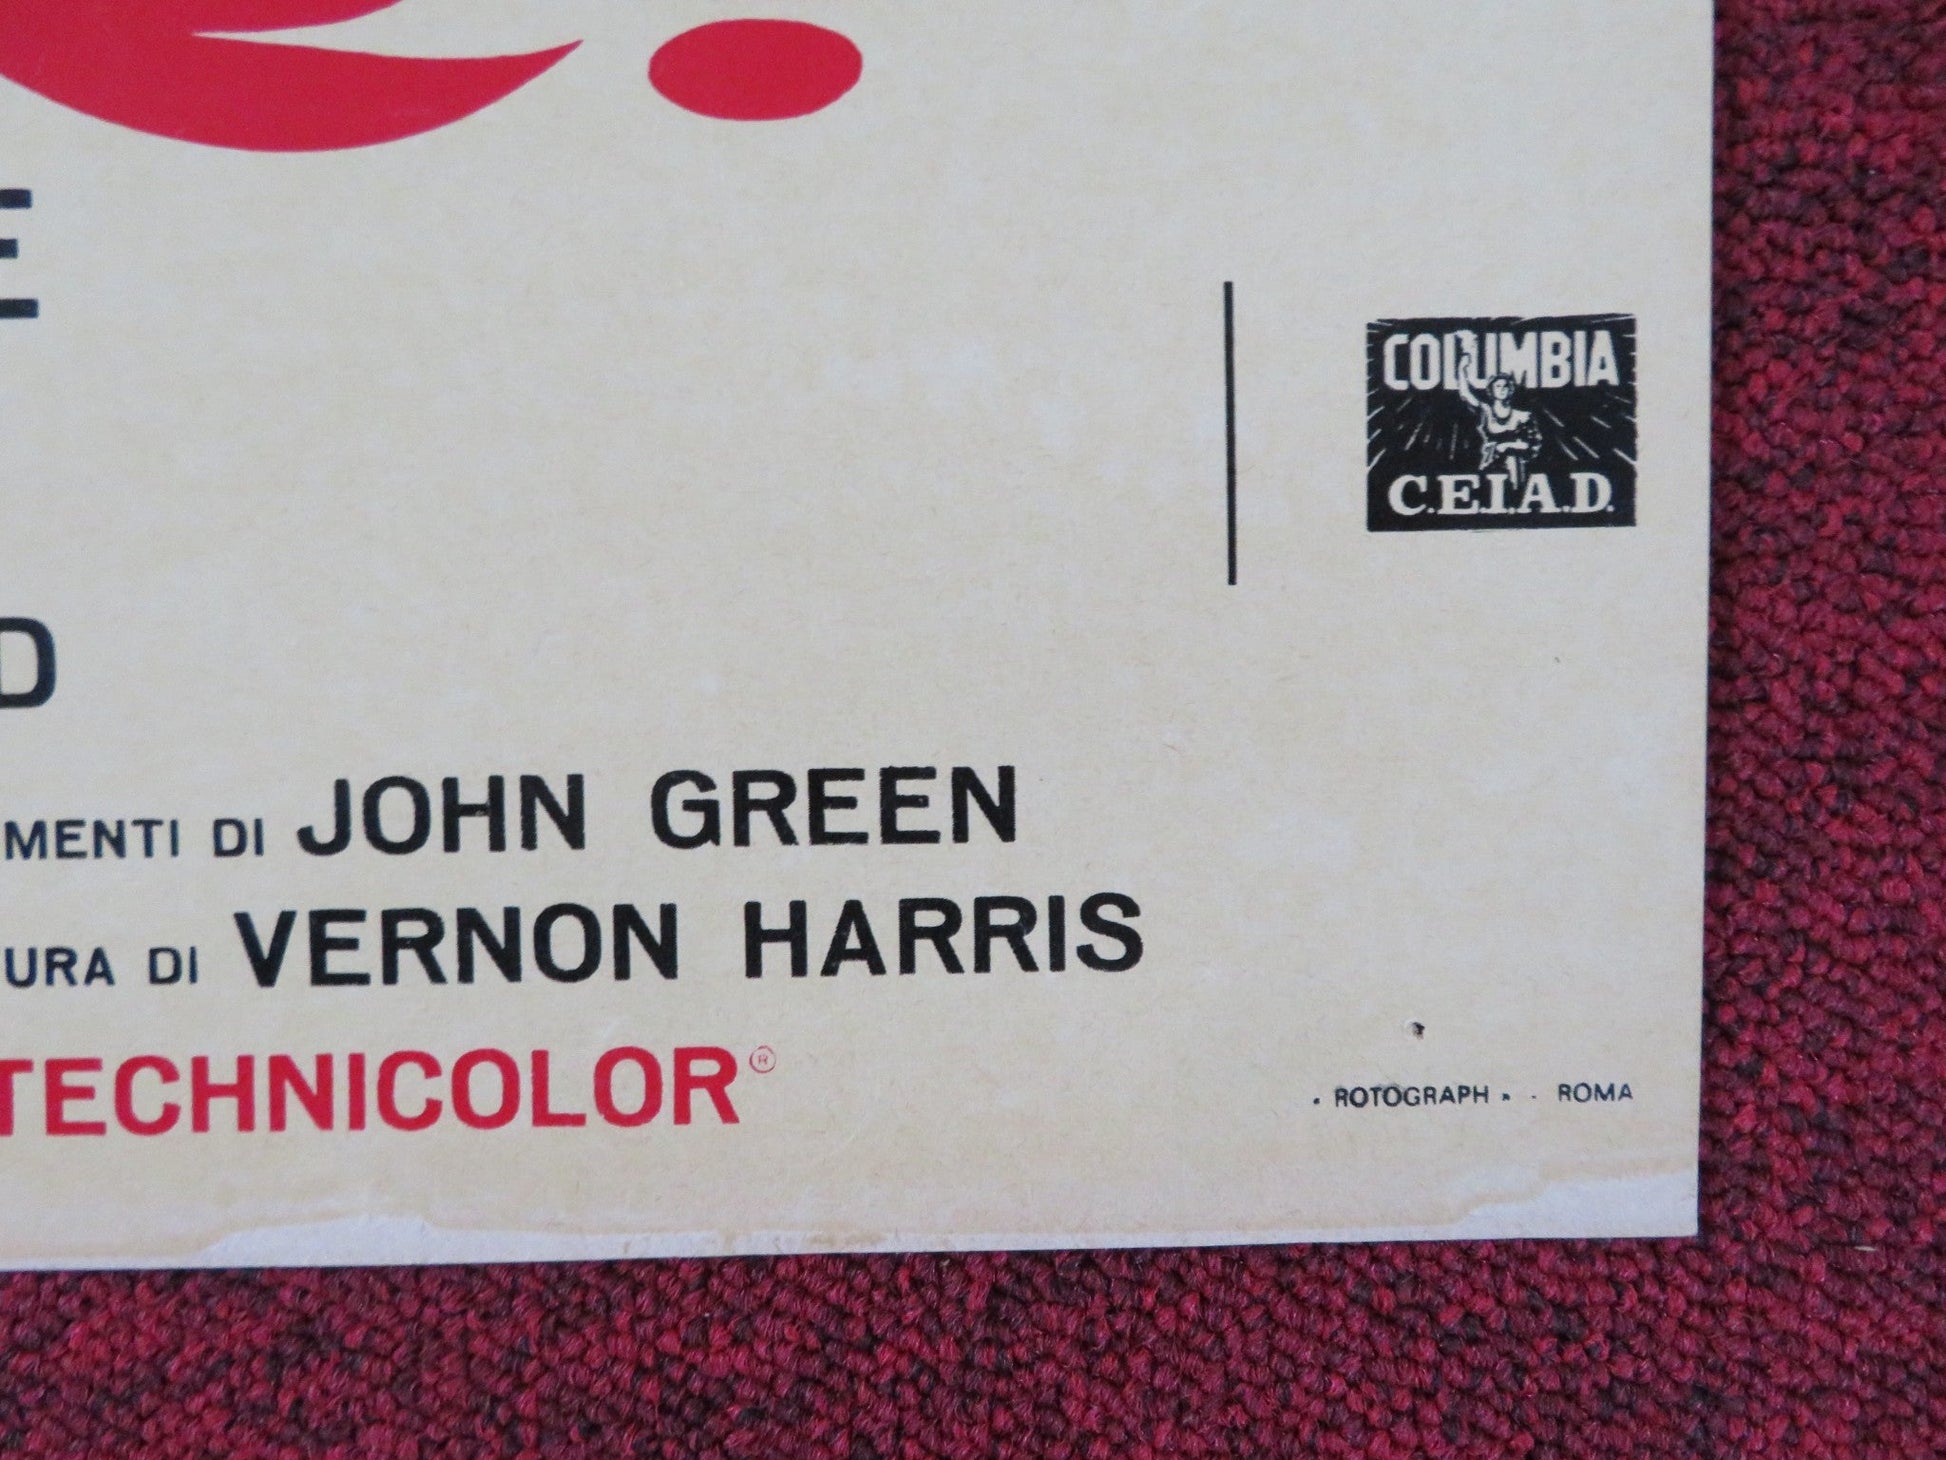 E
COLUMBIA
C.E.I.A.D.
D
MENTI DI JOHN GREEN
URA DI VERNON HARRIS
TECHNICOLOR®
« ROTOGRAPH » - ROMA